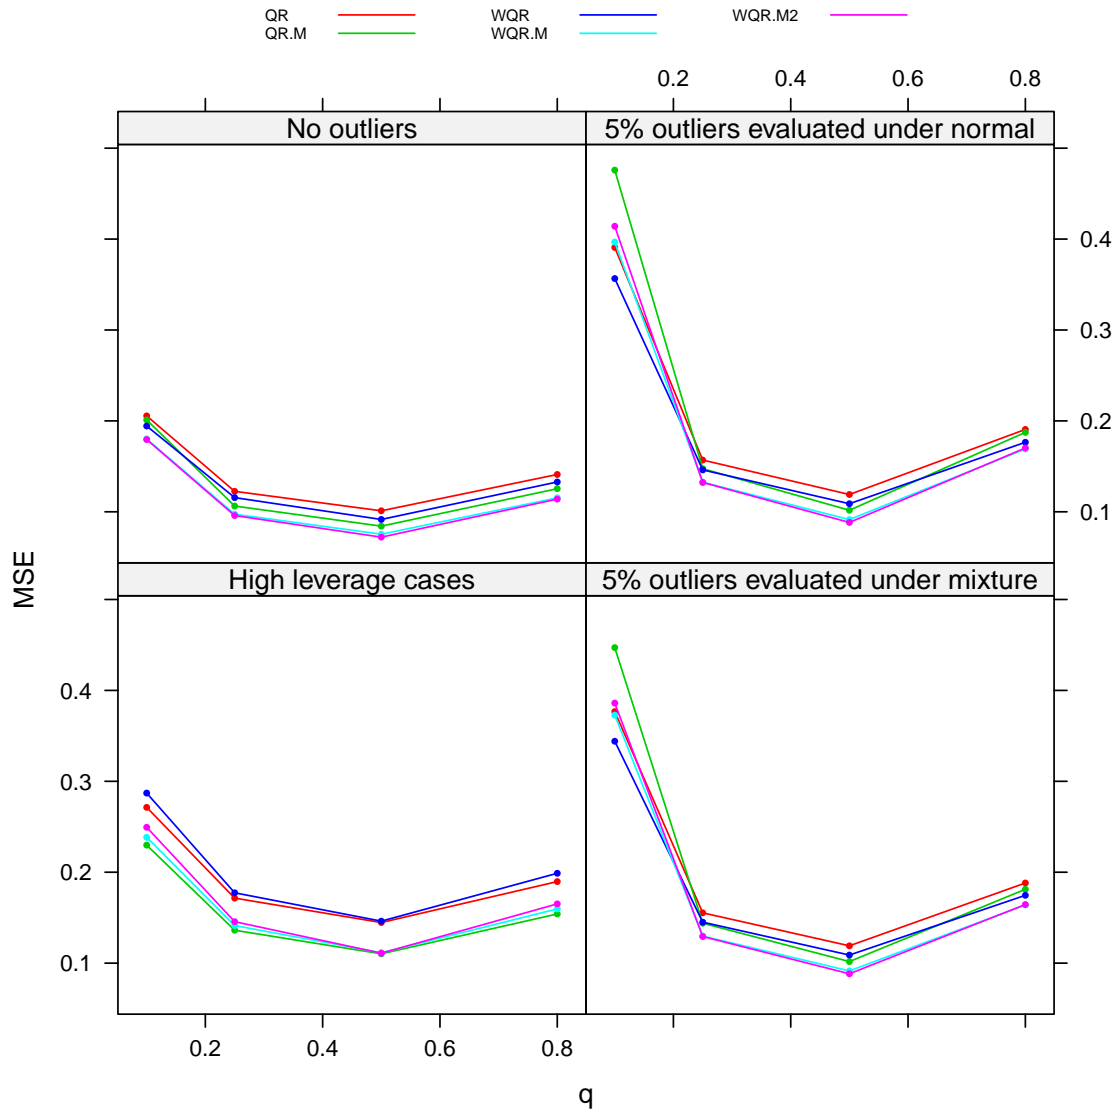 QR WQR WQR.M2
QR.M WQR.M
0.2 0.4 0.6 0.8
No outliers 5% outliers evaluated under normal
0.4
0.3
0.2
0.1
High leverage cases 5% outliers evaluated under mixture
MSE
0.4
0.3
0.2
0.1
0.2 0.4 0.6 0.8
q